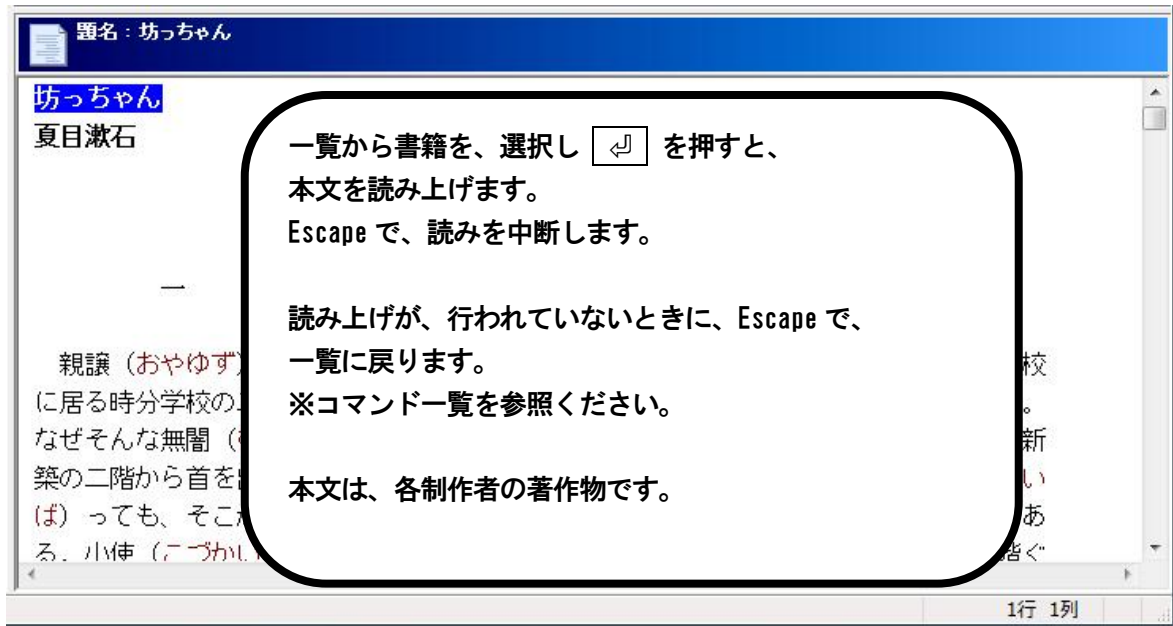 題名：坊っちゃん
坊っちゃん
夏目漱石
一覧から書籍を、選択し ⏎ を押すと、
本文を読み上げます。
Escape で、読みを中断します。
読み上げが、行われていないときに、Escape で、
一覧に戻ります。
※コマンド一覧を参照ください。
本文は、各制作者の著作物です。
一
親譲（おやゆず） 校
に居る時分学校の 。
なぜそんな無闇（ 新
築の二階から首を い
ば）っても、そこ あ
る。小使（こづかい 階ぐ
1行 1列